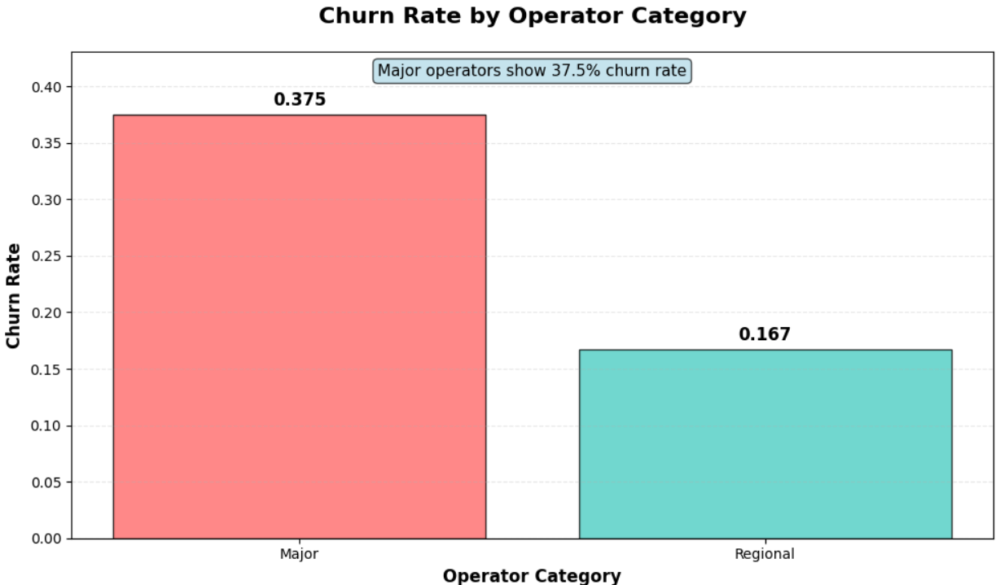 Churn Rate by Operator Category
Major operators show 37.5% churn rate
0.40
0.375
0.35
0.30
0.25
0.20
0.167
0.15
0.10
0.05
0.00
Churn Rate
Major
Regional
Operator Category